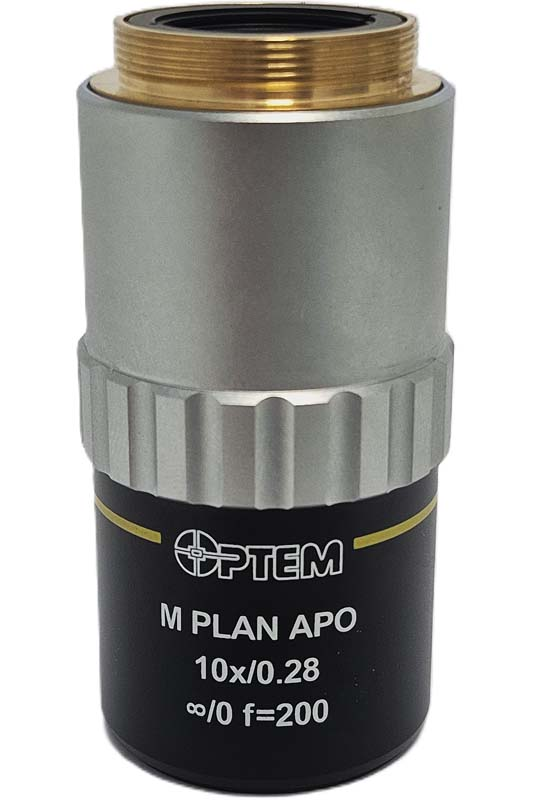 OPTEM
M PLAN APO
10x/0.28
∞/0 f=200